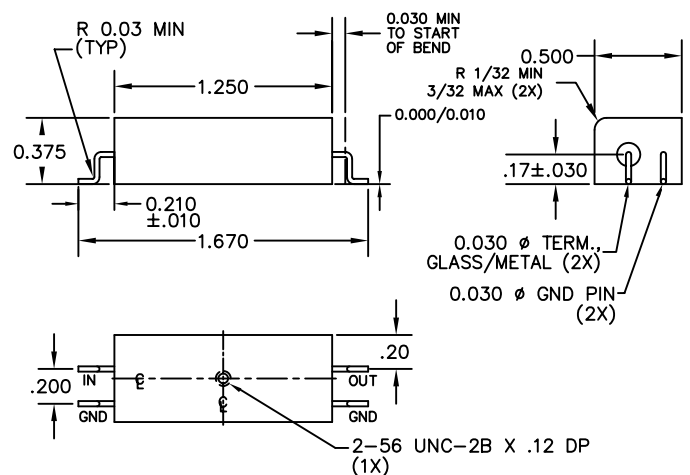 R 0.03 MIN
(TYP)
0.030 MIN
TO START
OF BEND
0.500
R 1/32 MIN
3/32 MAX (2X)
1.250
0.000/0.010
0.375
.17±.030
0.210
±.010
1.670
0.030 ø TERM.,
GLASS/METAL (2X)
0.030 ø GND PIN
(2X)
.20
IN
OUT
.200
℄
℄
GND
GND
2-56 UNC-2B X .12 DP
(1X)